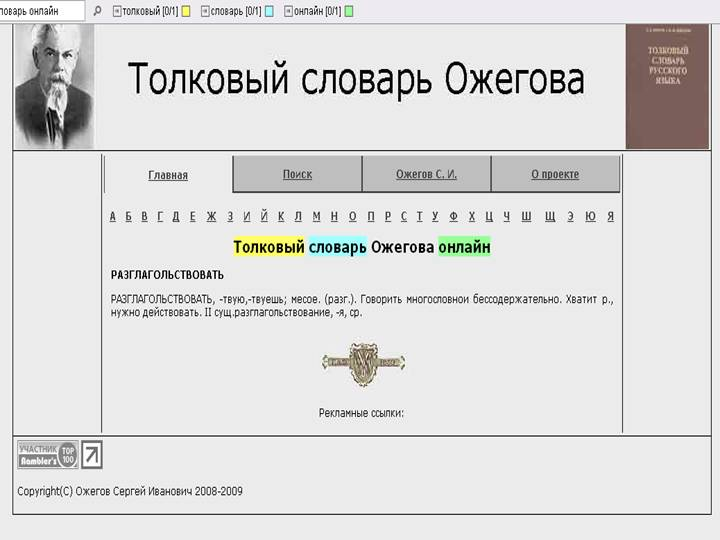 ловарь онлайн толковый [0/1] словарь [0/1] онлайн [0/1]
Толковый словарь Ожегова
ТОЛКОВЫЙ
СЛОВАРЬ
РУССКОГО
ЯЗЫКА
Главная Поиск Ожегов С. И. О проекте
А Б В Г Д Е Ж З И Й К Л М Н О П Р С Т У Ф Х Ц Ч Ш Щ Э Ю Я
Толковый словарь Ожегова онлайн
РАЗГЛАГОЛЬСТВОВАТЬ
РАЗГЛАГОЛЬСТВОВАТЬ, -твую,-твуешь; месое. (разг.). Говорить многословнои бессодержательно. Хватит р.,
нужно действовать. II сущ.разглагольствование, -я, ср.
Рекламные ссылки:
УЧАСТНИК
Rambler's
TOP
100
Copyright(C) Ожегов Сергей Иванович 2008-2009